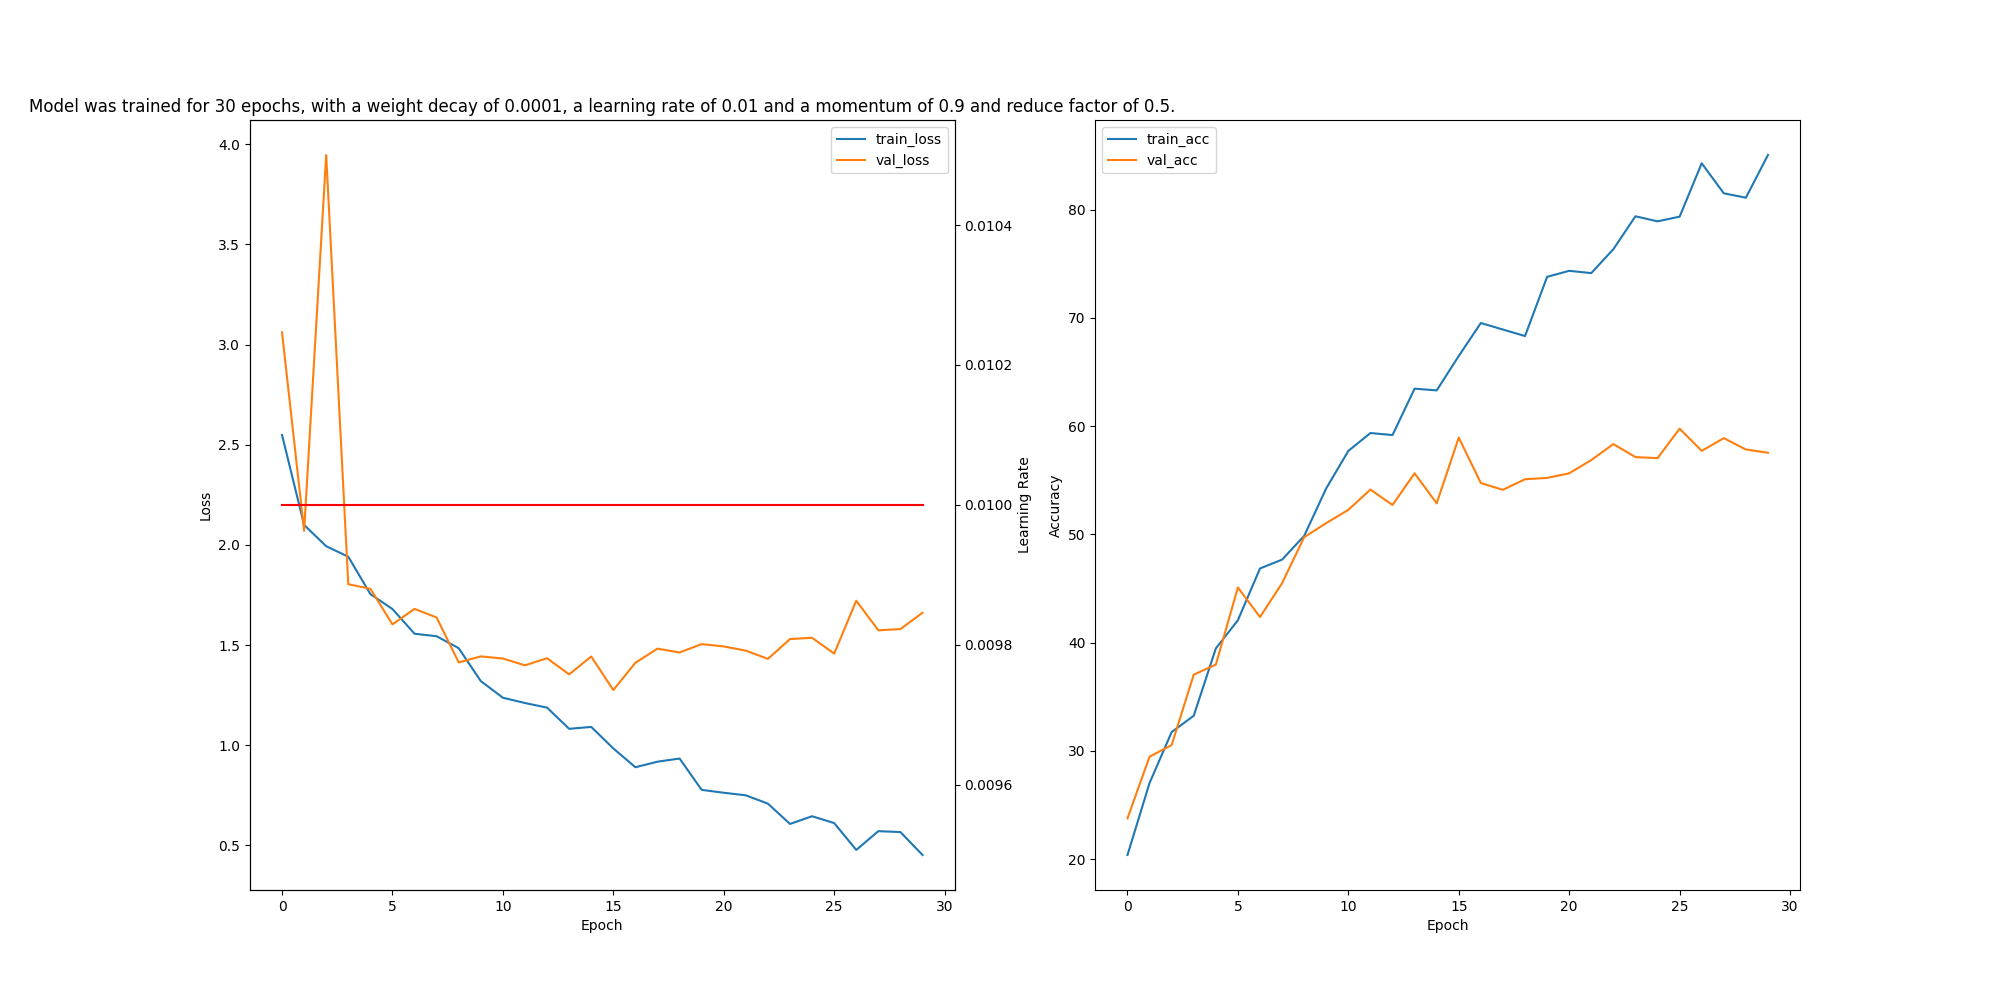 Model was trained for 30 epochs, with a weight decay of 0.0001, a learning rate of 0.01 and a momentum of 0.9 and reduce factor of 0.5.
train_loss
val_loss
4.0
3.5
3.0
2.5
2.0
1.5
1.0
0.5
Loss
0 5 10 15 20 25 30
Epoch
0.0104
0.0102
0.0100
0.0098
0.0096
Learning Rate
train_acc
val_acc
80
70
60
50
40
30
20
Accuracy
0 5 10 15 20 25 30
Epoch